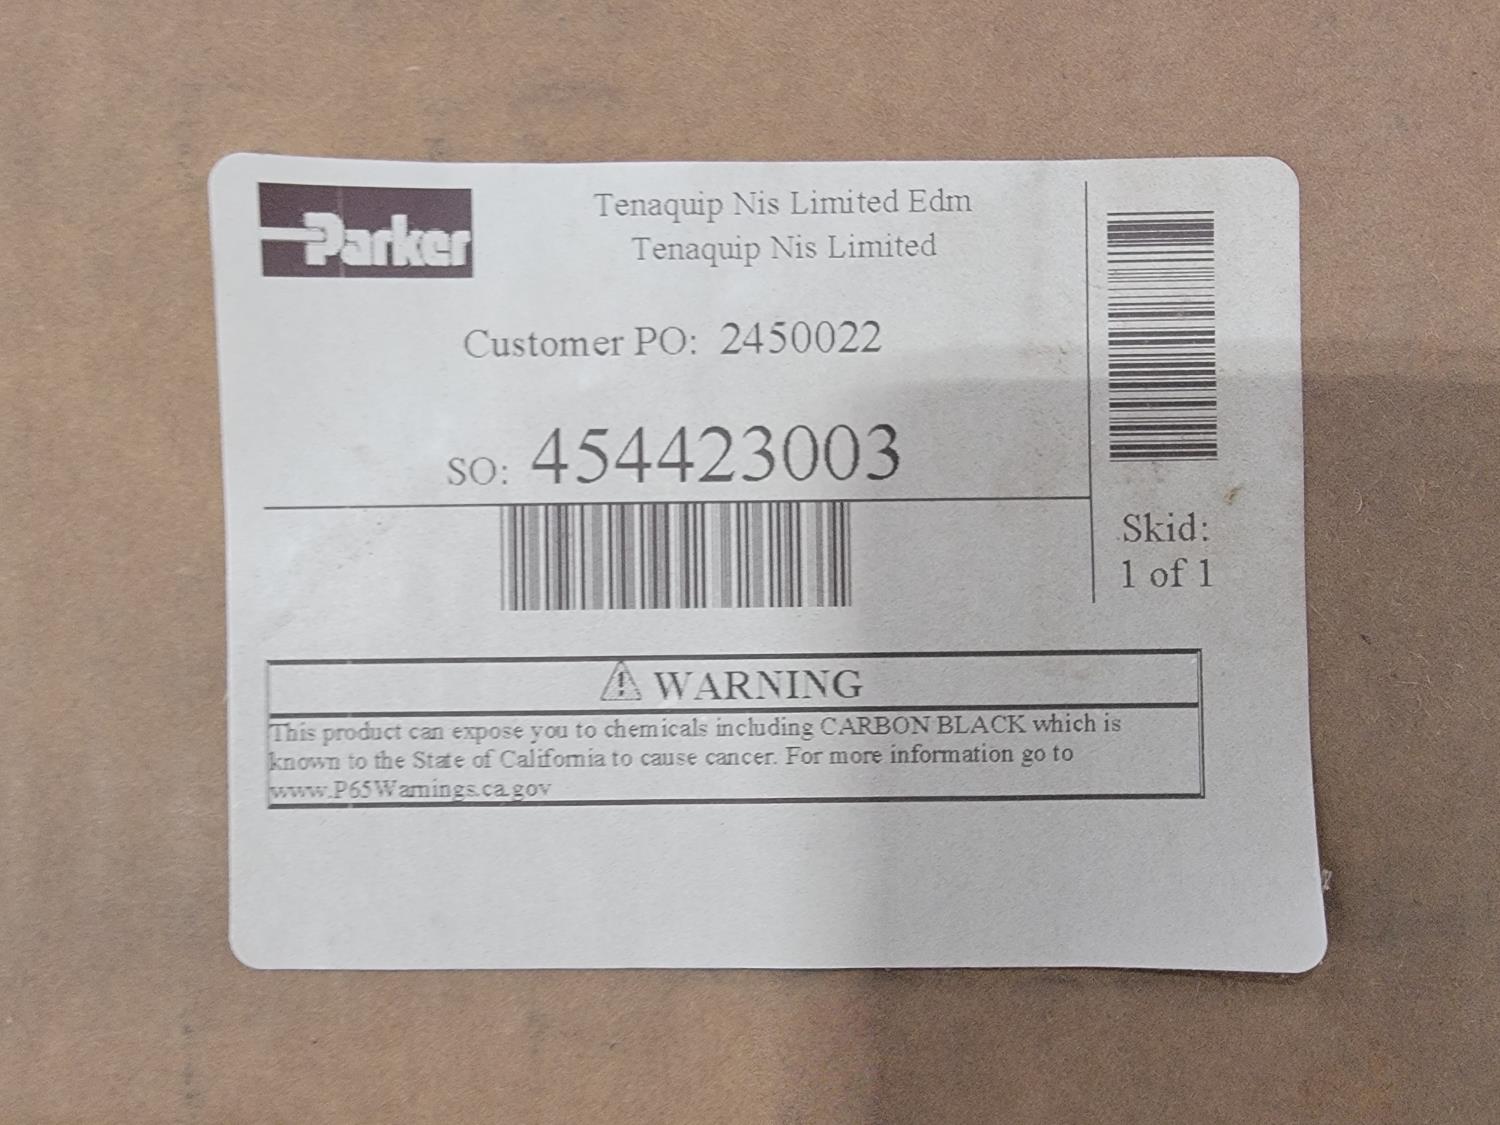 Parker
Tenaquip Nis Limited Edm
Tenaquip Nis Limited
Customer PO: 2450022
SO: 454423003
Skid:
1 of 1
WARNING
This product can expose you to chemicals including CARBON BLACK which is
known to the State of California to cause cancer. For more information go to
www.P65Warnings.ca.gov